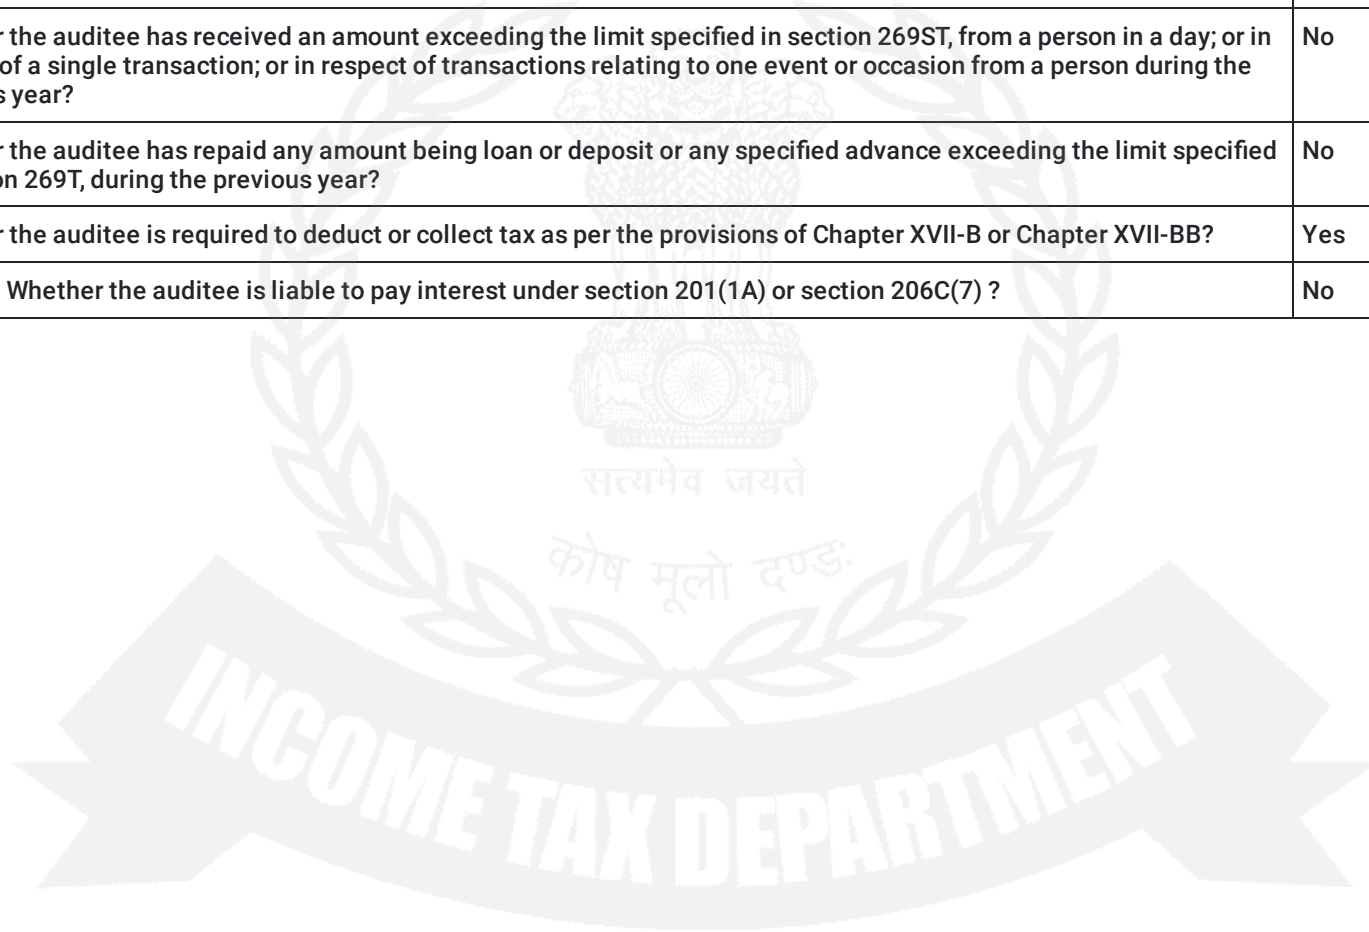 r the auditee has received an amount exceeding the limit specified in section 269ST, from a person in a day; or in
No
of a single transaction; or in respect of transactions relating to one event or occasion from a person during the
s year?
r the auditee has repaid any amount being loan or deposit or any specified advance exceeding the limit specified
No
on 269T, during the previous year?
r the auditee is required to deduct or collect tax as per the provisions of Chapter XVII-B or Chapter XVII-BB?
Yes
Whether the auditee is liable to pay interest under section 201(1A) or section 206C(7) ?
No
सत्यमेव जयते
कोष मूलो दण्डः
INCOME TAX DEPARTMENT